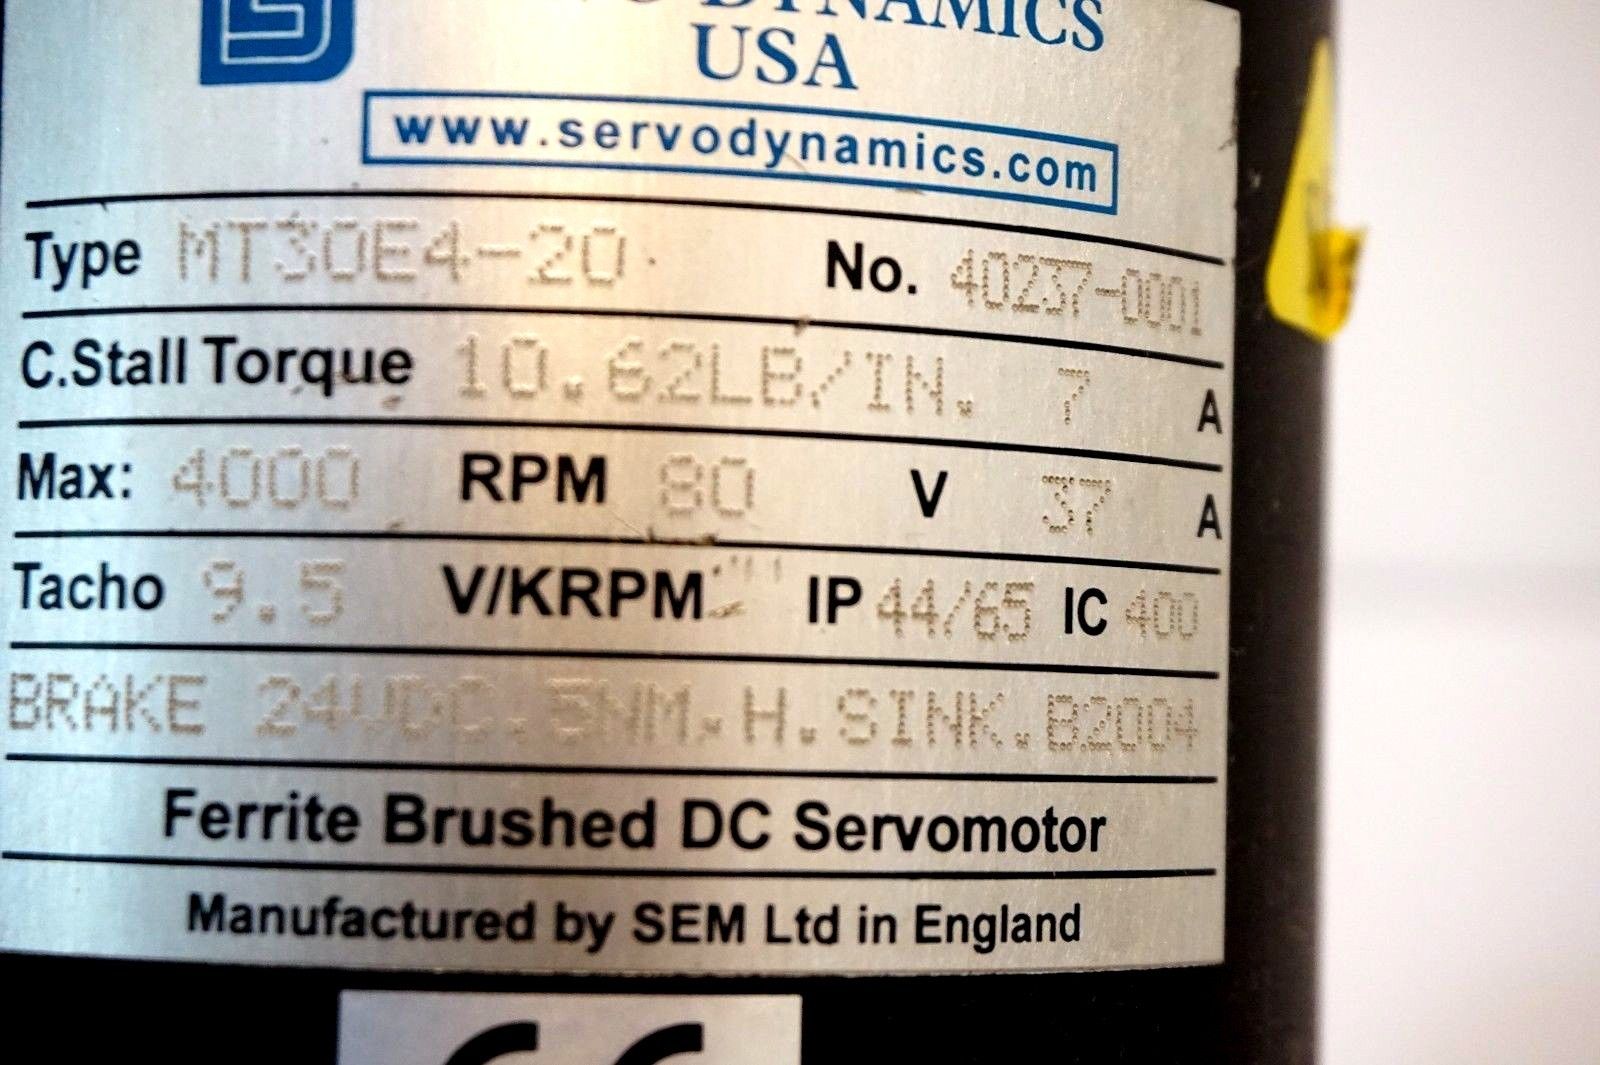 DYNAMICS
USA
www.servodynamics.com
Type MT30E4-20 No. 40237-0001
C.Stall Torque 10.62LB/IN. 7 A
Max: 4000 RPM 80 V 37 A
Tacho 9.5 V/KRPM IP 44/65 IC 400
BRAKE 24VDC.5NM.H.SINK.B2004
Ferrite Brushed DC Servomotor
Manufactured by SEM Ltd in England